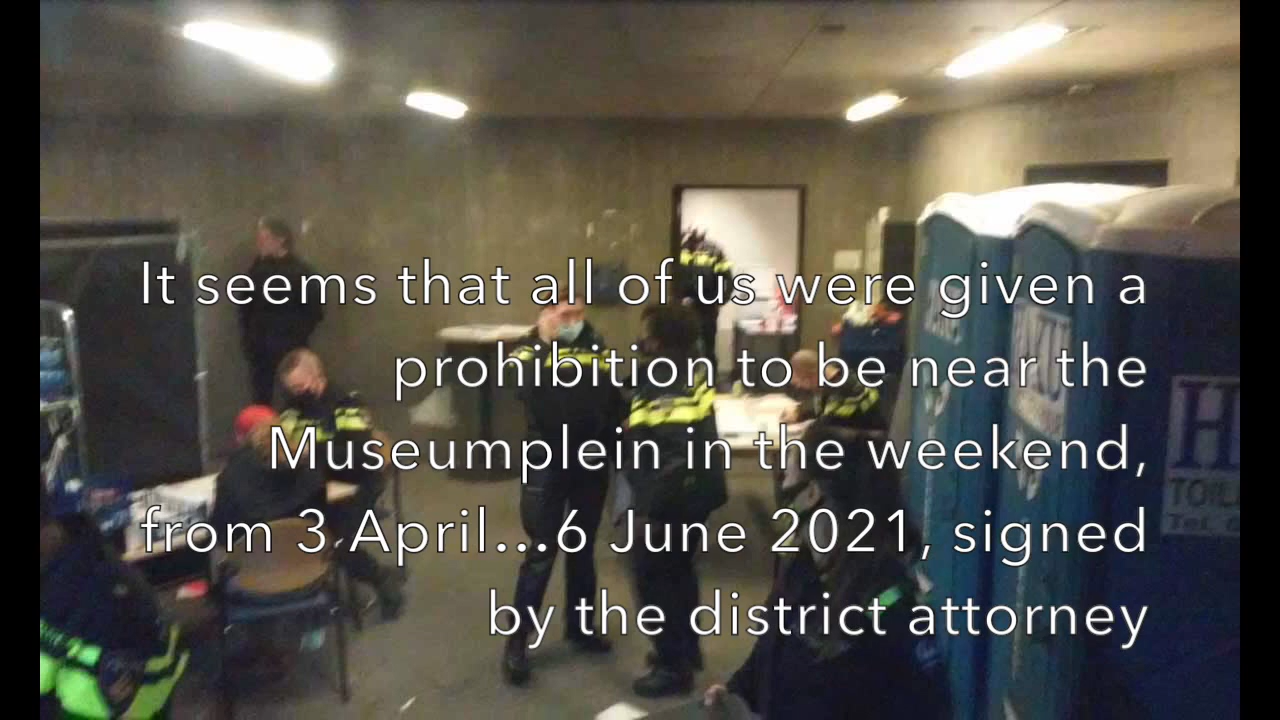 It seems that all of us were given a
prohibition to be near the
Museumplein in the weekend,
from 3 April...6 June 2021, signed
by the district attorney